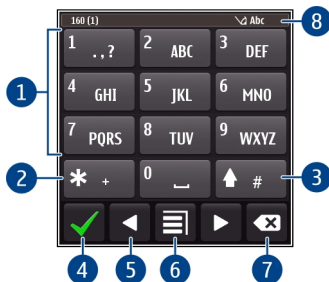 160 (1) Abc
8
1 .,? 2 ABC 3 DEF
1
4 GHI 5 JKL 6 MNO
7 PQRS 8 TUV 9 WXYZ
2 * + 0 # 3
4 5 6 7